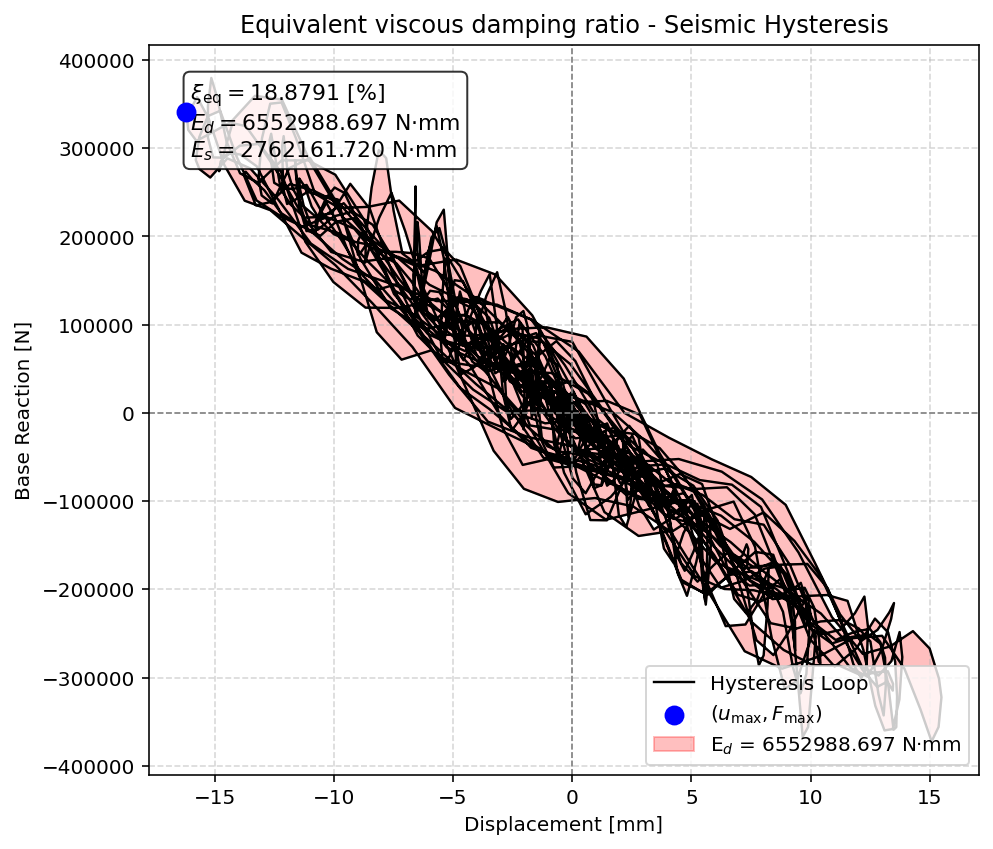 Equivalent viscous damping ratio - Seismic Hysteresis
400000
300000
200000
100000
0
−100000
−200000
−300000
−400000
Base Reaction [N]
ξeq = 18.8791 [%]
Ed = 6552988.697 N·mm
Es = 2762161.720 N·mm
Hysteresis Loop
(umax, Fmax)
Ed = 6552988.697 N·mm
−15
−10
−5
0
5
10
15
Displacement [mm]